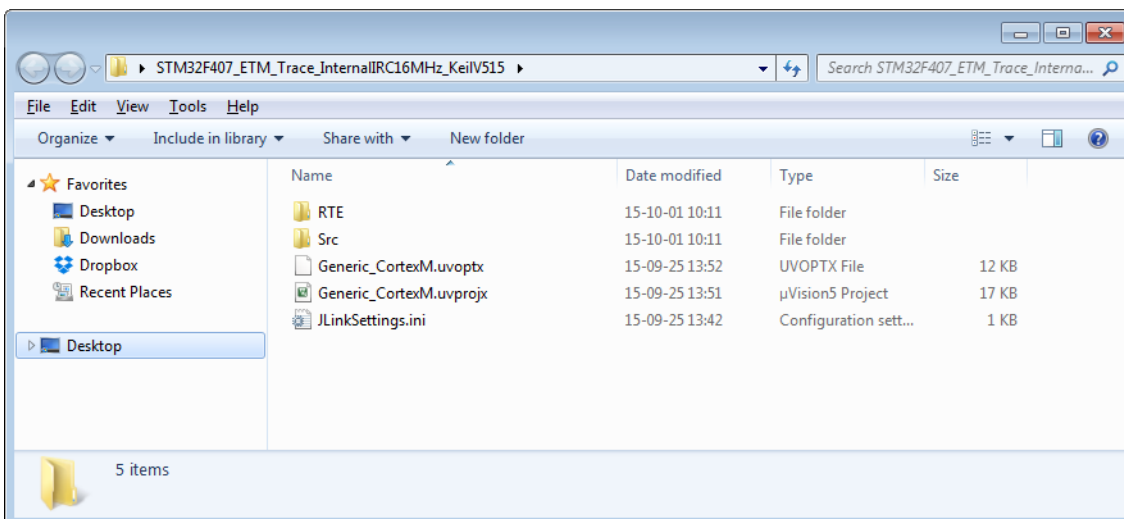 STM32F407_ETM_Trace_InternalIRC16MHz_KeilV515
Search STM32F407_ETM_Trace_Interna...
File Edit View Tools Help
Organize Include in library Share with New folder
Favorites
Desktop
Downloads
Dropbox
Recent Places
Desktop
Name Date modified Type Size
RTE 15-10-01 10:11 File folder
Src 15-10-01 10:11 File folder
Generic_CortexM.uvoptx 15-09-25 13:52 UVOPTX File 12 KB
Generic_CortexM.uvprojx 15-09-25 13:51 µVision5 Project 17 KB
JLinkSettings.ini 15-09-25 13:42 Configuration sett... 1 KB
5 items